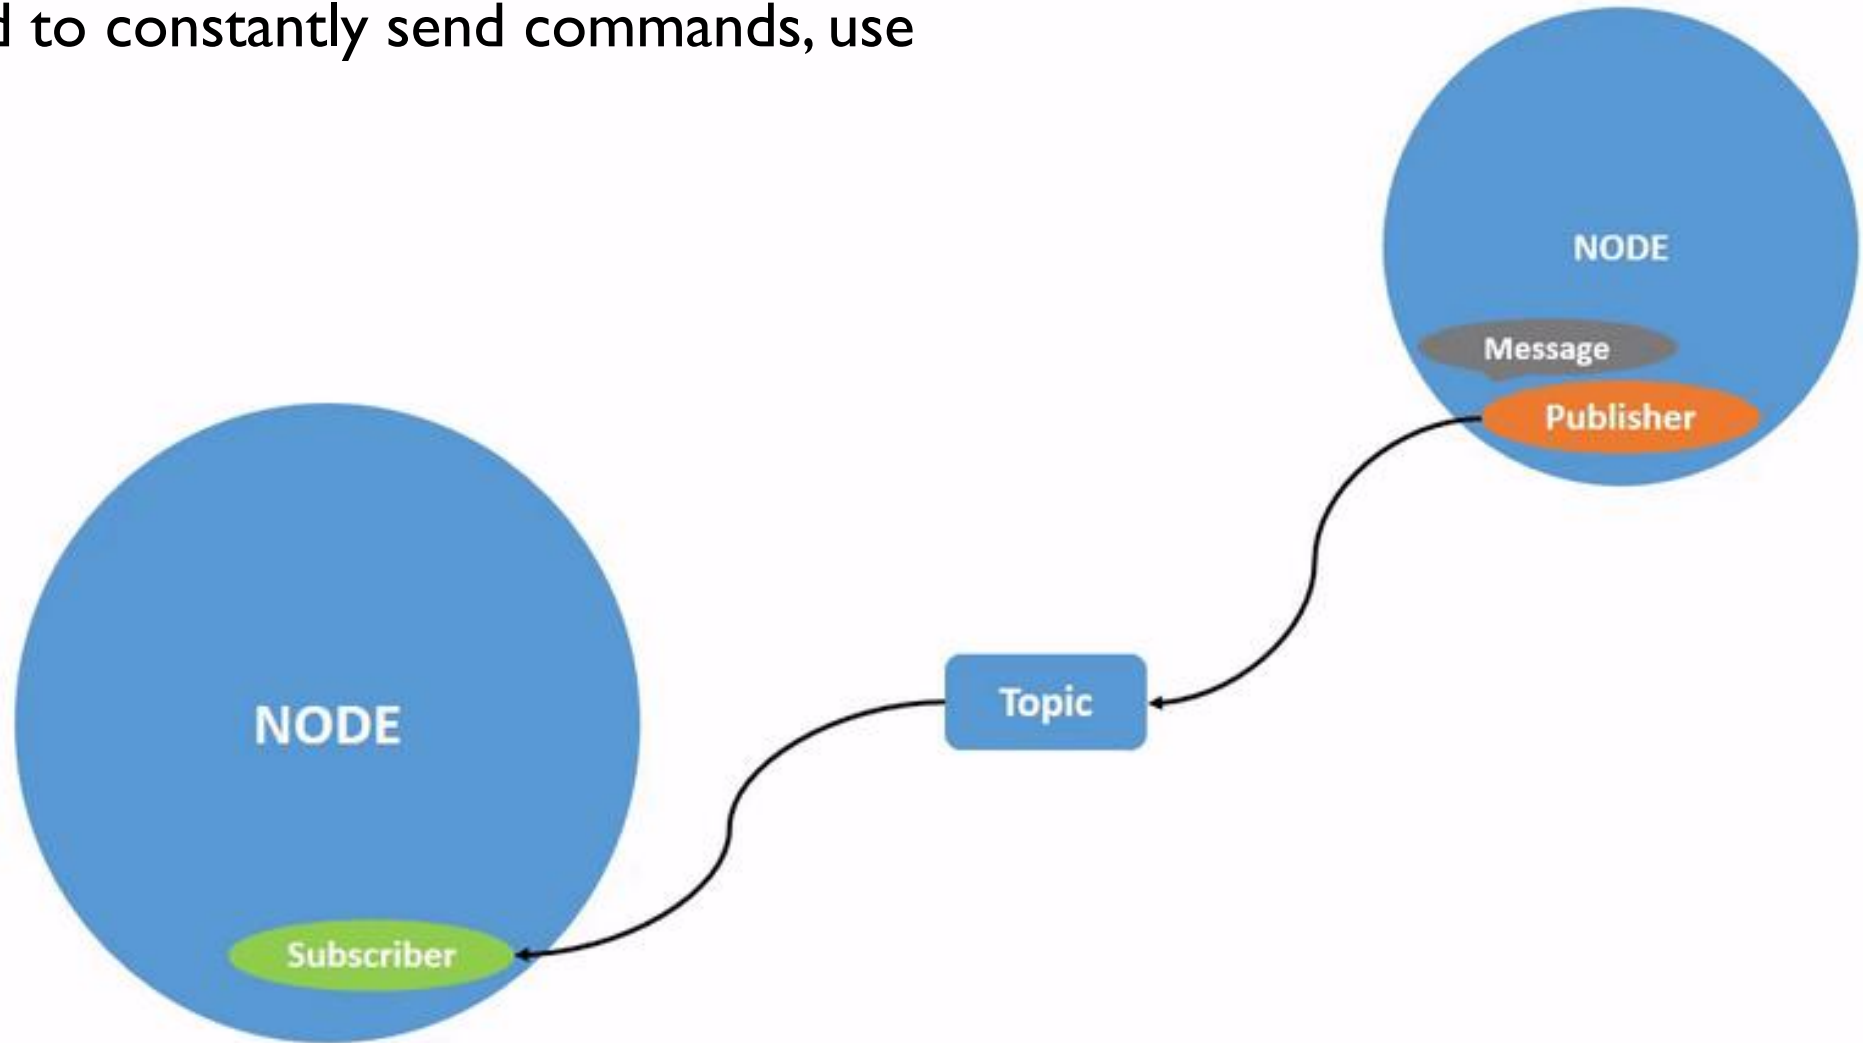 to constantly send commands, use
NODE
Message
Publisher
Topic
NODE
Subscriber